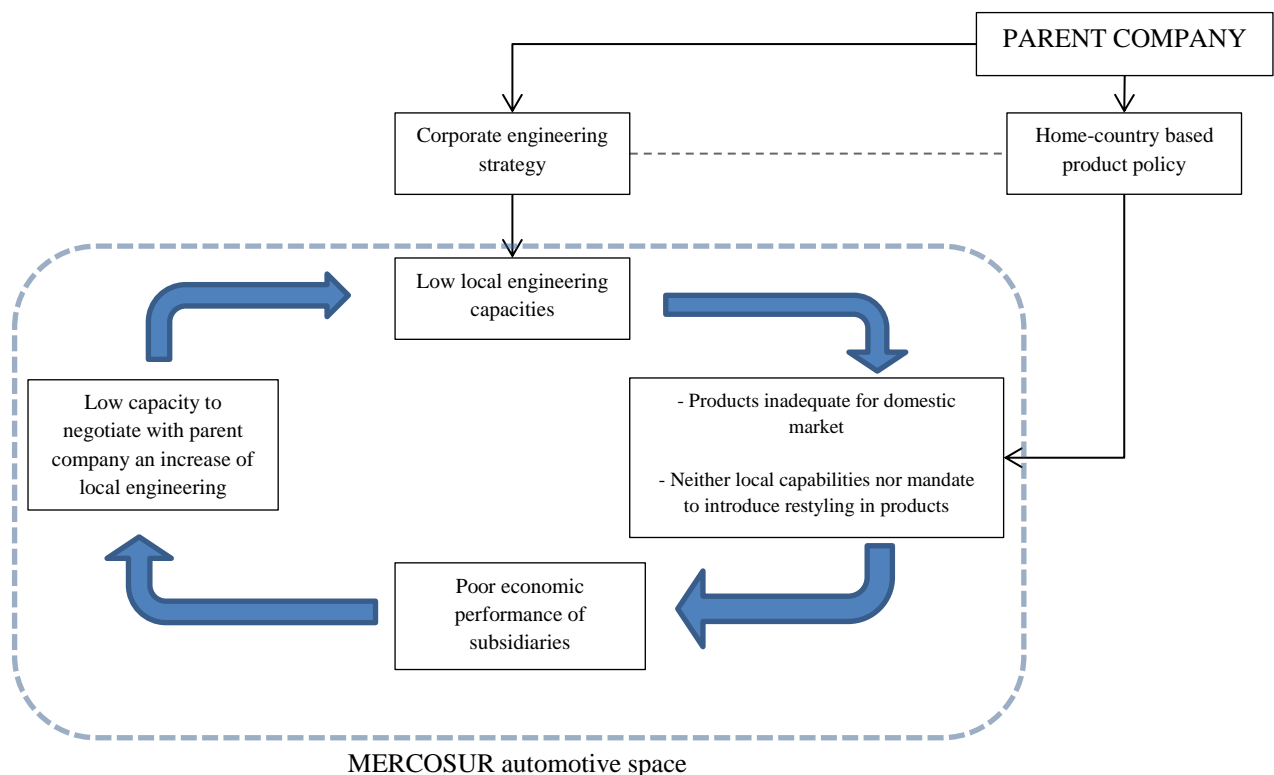 PARENT COMPANY
Corporate engineering
strategy
Home-country based
product policy
Low local engineering
capacities
Low capacity to
negotiate with parent
company an increase of
local engineering
- Products inadequate for domestic
market
- Neither local capabilities nor mandate
to introduce restyling in products
Poor economic
performance of
subsidiaries
MERCOSUR automotive space